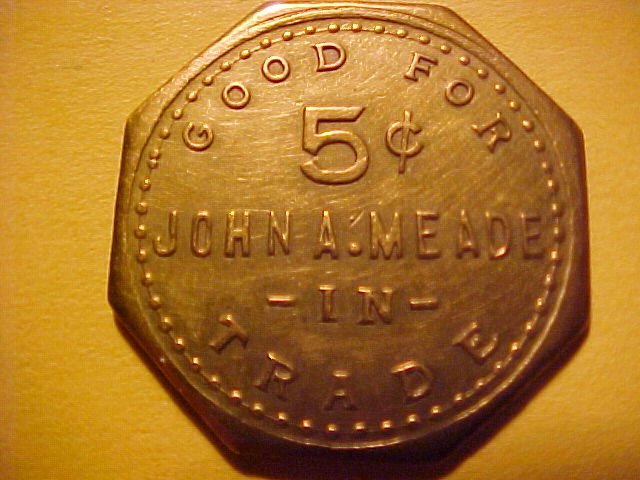 GOOD FOR
5¢
JOHN A. MEADE
- IN -
TRADE